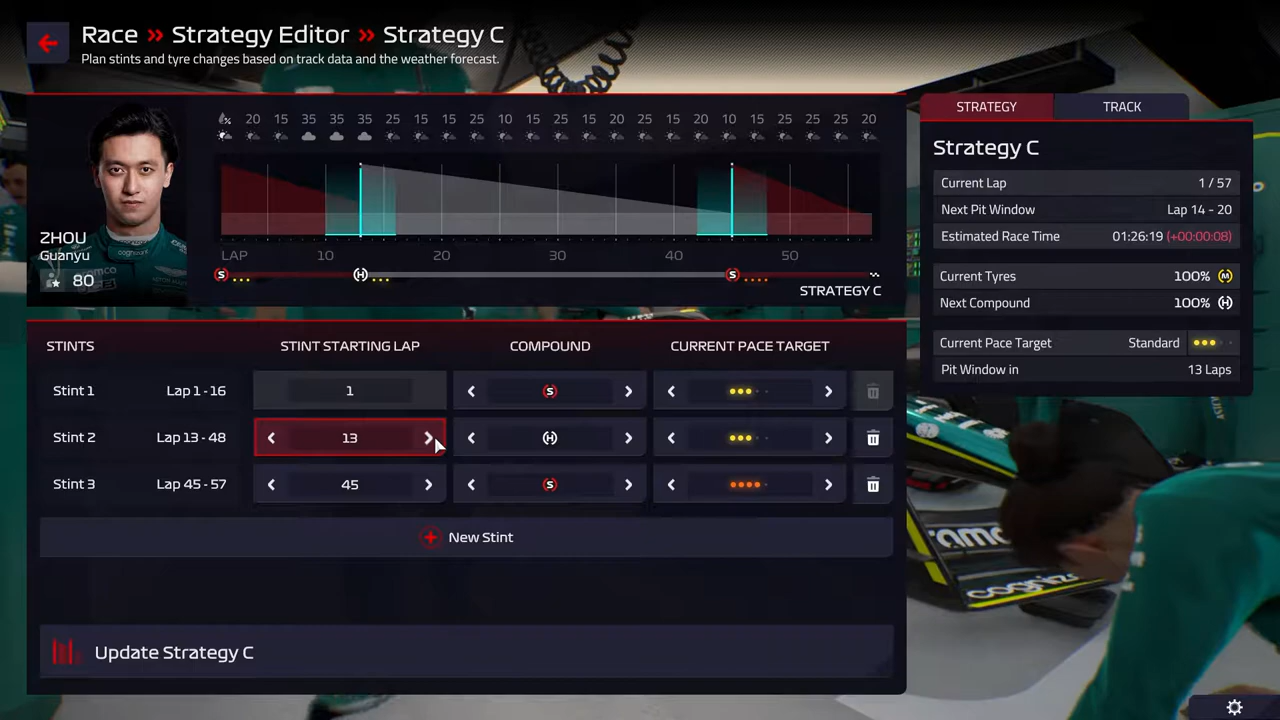 Race » Strategy Editor » Strategy C
Plan stints and tyre changes based on track data and the weather forecast.
% 20 15 35 35 35 25 15 15 25 10 15 25 10 15 15 25 25 20 10 25 25 25 20
ZHOU
Guanyu
80
LAP 10 20 30 40 50
S H S
STRATEGY C
STINTS STINT STARTING LAP COMPOUND CURRENT PACE TARGET
Stint 1 Lap 1 - 16 1 S
Stint 2 Lap 13 - 48 13 H
Stint 3 Lap 45 - 57 45 S
+ New Stint
Update Strategy C
STRATEGY TRACK
Strategy C
Current Lap 1 / 57
Next Pit Window Lap 14 - 20
Estimated Race Time 01:26:19 (+00:00:08)
Current Tyres 100% M
Next Compound 100% H
Current Pace Target Standard
Pit Window in 13 Laps
cognizant